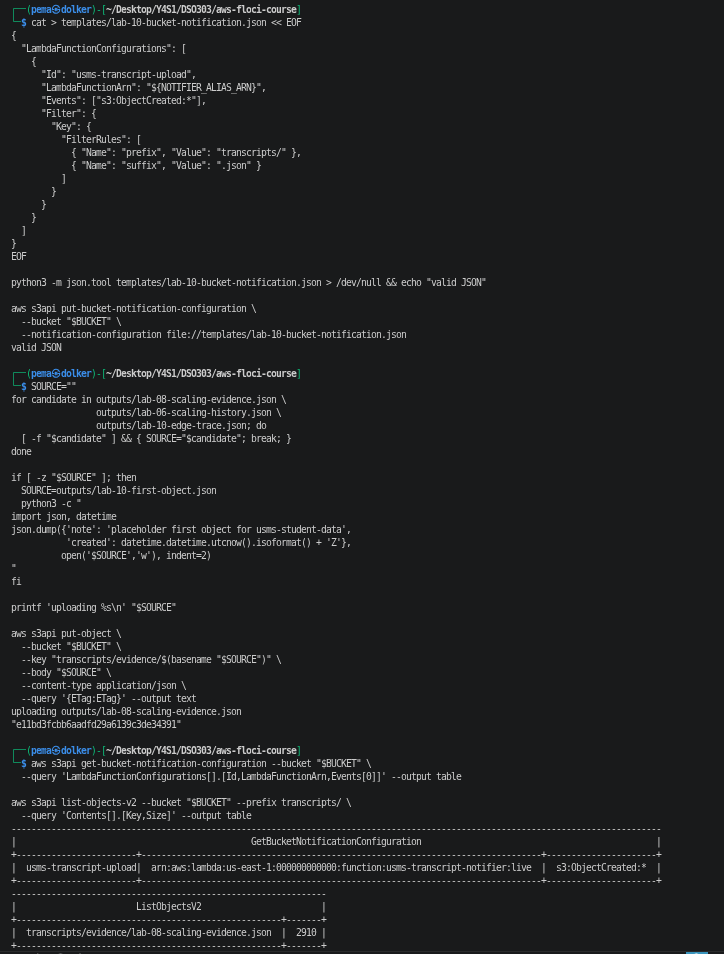 ┌──(pema㉿dolker)-[~/Desktop/Y4S1/DSO303/aws-floci-course]
└─$ cat > templates/lab-10-bucket-notification.json << EOF
{
  "LambdaFunctionConfigurations": [
    {
      "Id": "usms-transcript-upload",
      "LambdaFunctionArn": "${NOTIFIER_ALIAS_ARN}",
      "Events": ["s3:ObjectCreated:*"],
      "Filter": {
        "Key": {
          "FilterRules": [
            { "Name": "prefix", "Value": "transcripts/" },
            { "Name": "suffix", "Value": ".json" }
          ]
        }
      }
    }
  ]
}
EOF

python3 -m json.tool templates/lab-10-bucket-notification.json > /dev/null && echo "valid JSON"

aws s3api put-bucket-notification-configuration \
  --bucket "$BUCKET" \
  --notification-configuration file://templates/lab-10-bucket-notification.json
valid JSON

┌──(pema㉿dolker)-[~/Desktop/Y4S1/DSO303/aws-floci-course]
└─$ SOURCE=""
for candidate in outputs/lab-08-scaling-evidence.json \
                 outputs/lab-06-scaling-history.json \
                 outputs/lab-10-edge-trace.json; do
  [ -f "$candidate" ] && { SOURCE="$candidate"; break; }
done

if [ -z "$SOURCE" ]; then
  SOURCE=outputs/lab-10-first-object.json
  python3 -c "
import json, datetime
json.dump({'note': 'placeholder first object for usms-student-data',
           'created': datetime.datetime.utcnow().isoformat() + 'Z'},
          open('$SOURCE','w'), indent=2)
"
fi

printf 'uploading %s\n' "$SOURCE"

aws s3api put-object \
  --bucket "$BUCKET" \
  --key "transcripts/evidence/$(basename "$SOURCE")" \
  --body "$SOURCE" \
  --content-type application/json \
  --query '{ETag:ETag}' --output text
uploading outputs/lab-08-scaling-evidence.json
"e11bd3fcbb6aadfd29a6139c3de34391"

┌──(pema㉿dolker)-[~/Desktop/Y4S1/DSO303/aws-floci-course]
└─$ aws s3api get-bucket-notification-configuration --bucket "$BUCKET" \
  --query 'LambdaFunctionConfigurations[].[Id,LambdaFunctionArn,Events[0]]' --output table

aws s3api list-objects-v2 --bucket "$BUCKET" --prefix transcripts/ \
  --query 'Contents[].[Key,Size]' --output table
|  GetBucketNotificationConfiguration  |
|  usms-transcript-upload|  arn:aws:lambda:us-east-1:000000000000:function:usms-transcript-notifier:live  |  s3:ObjectCreated:*  |
|  ListObjectsV2  |
|  transcripts/evidence/lab-08-scaling-evidence.json  |  2910 |